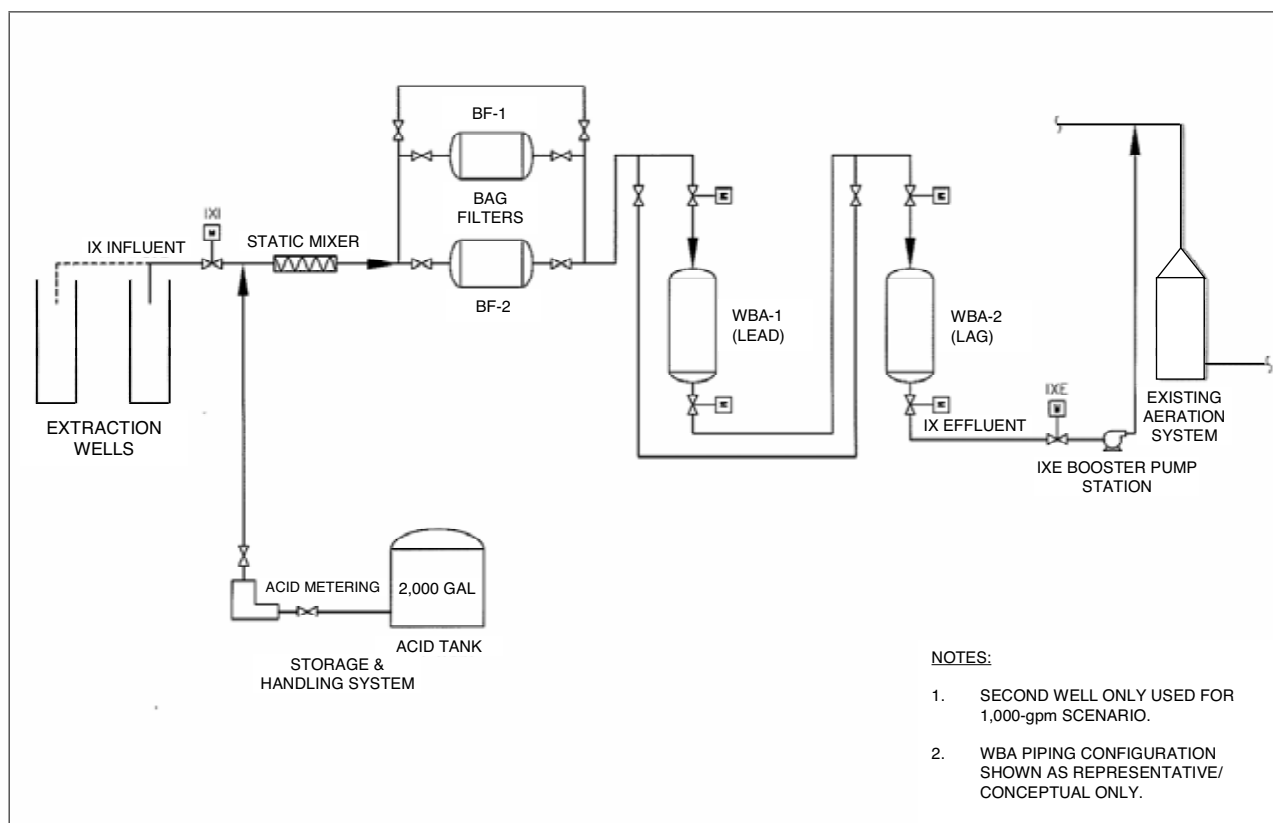 BF-1
BAG
FILTERS
IXI
IX INFLUENT
STATIC MIXER
BF-2
WBA-1
(LEAD)
WBA-2
(LAG)
EXTRACTION
WELLS
IX EFFLUENT
IXE
EXISTING
AERATION
SYSTEM
IXE BOOSTER PUMP
STATION
ACID METERING
2,000 GAL
ACID TANK
STORAGE &
HANDLING SYSTEM
NOTES:
1. SECOND WELL ONLY USED FOR
1,000-gpm SCENARIO.
2. WBA PIPING CONFIGURATION
SHOWN AS REPRESENTATIVE/
CONCEPTUAL ONLY.